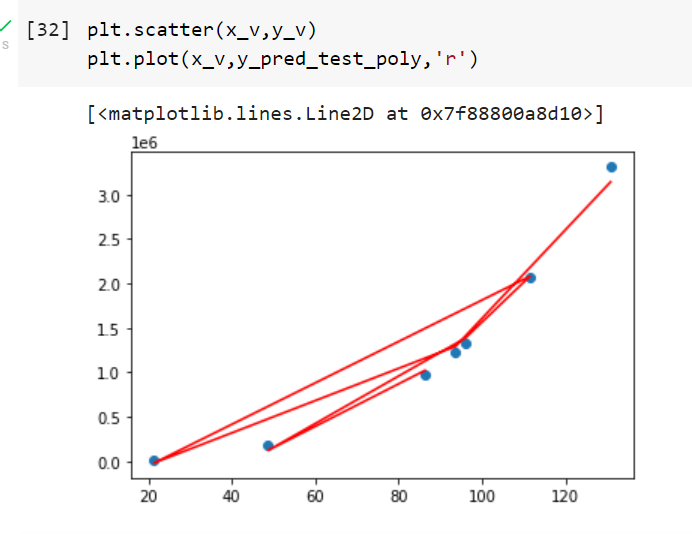 [32] plt.scatter(x_v,y_v)
s
plt.plot(x_v,y_pred_test_poly,'r')
[<matplotlib.lines.Line2D at 0x7f88800a8d10>]
1e6
3.0
2.5
2.0
1.5
1.0
0.5
0.0
20 40 60 80 100 120